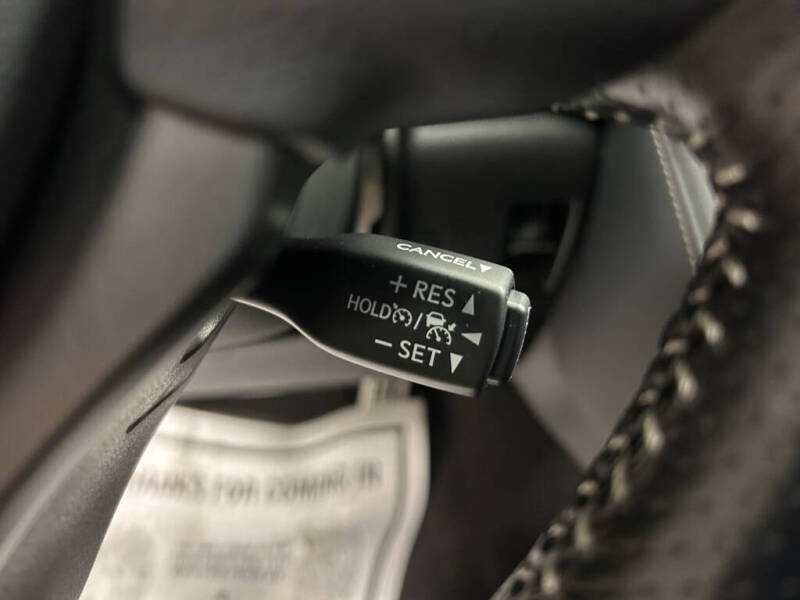 CANCEL▼
+ RES ▲
HOLD /
− SET ▼
THANKS FOR COMING IN